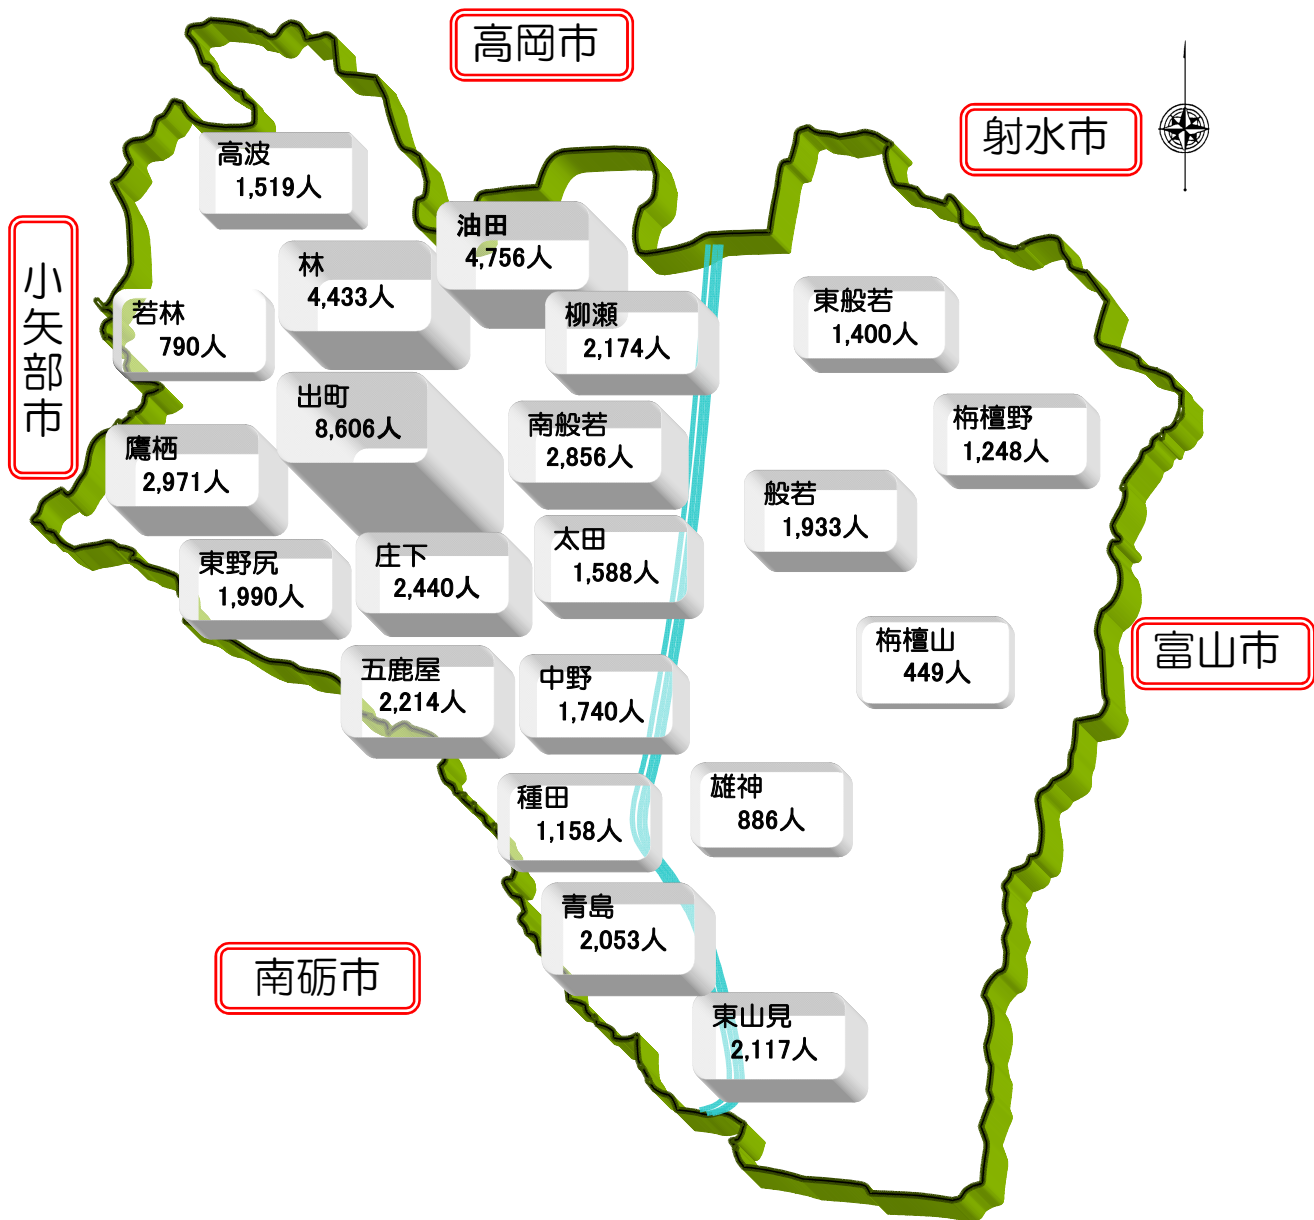 高岡市
射水市
高波
1,519人
油田
4,756人
林
4,433人
小矢部市
若林
790人
柳瀬
2,174人
東般若
1,400人
出町
8,606人
南般若
2,856人
栴檀野
1,248人
鷹栖
2,971人
般若
1,933人
東野尻
1,990人
庄下
2,440人
太田
1,588人
栴檀山
449人
富山市
五鹿屋
2,214人
中野
1,740人
種田
1,158人
雄神
886人
青島
2,053人
南砺市
東山見
2,117人